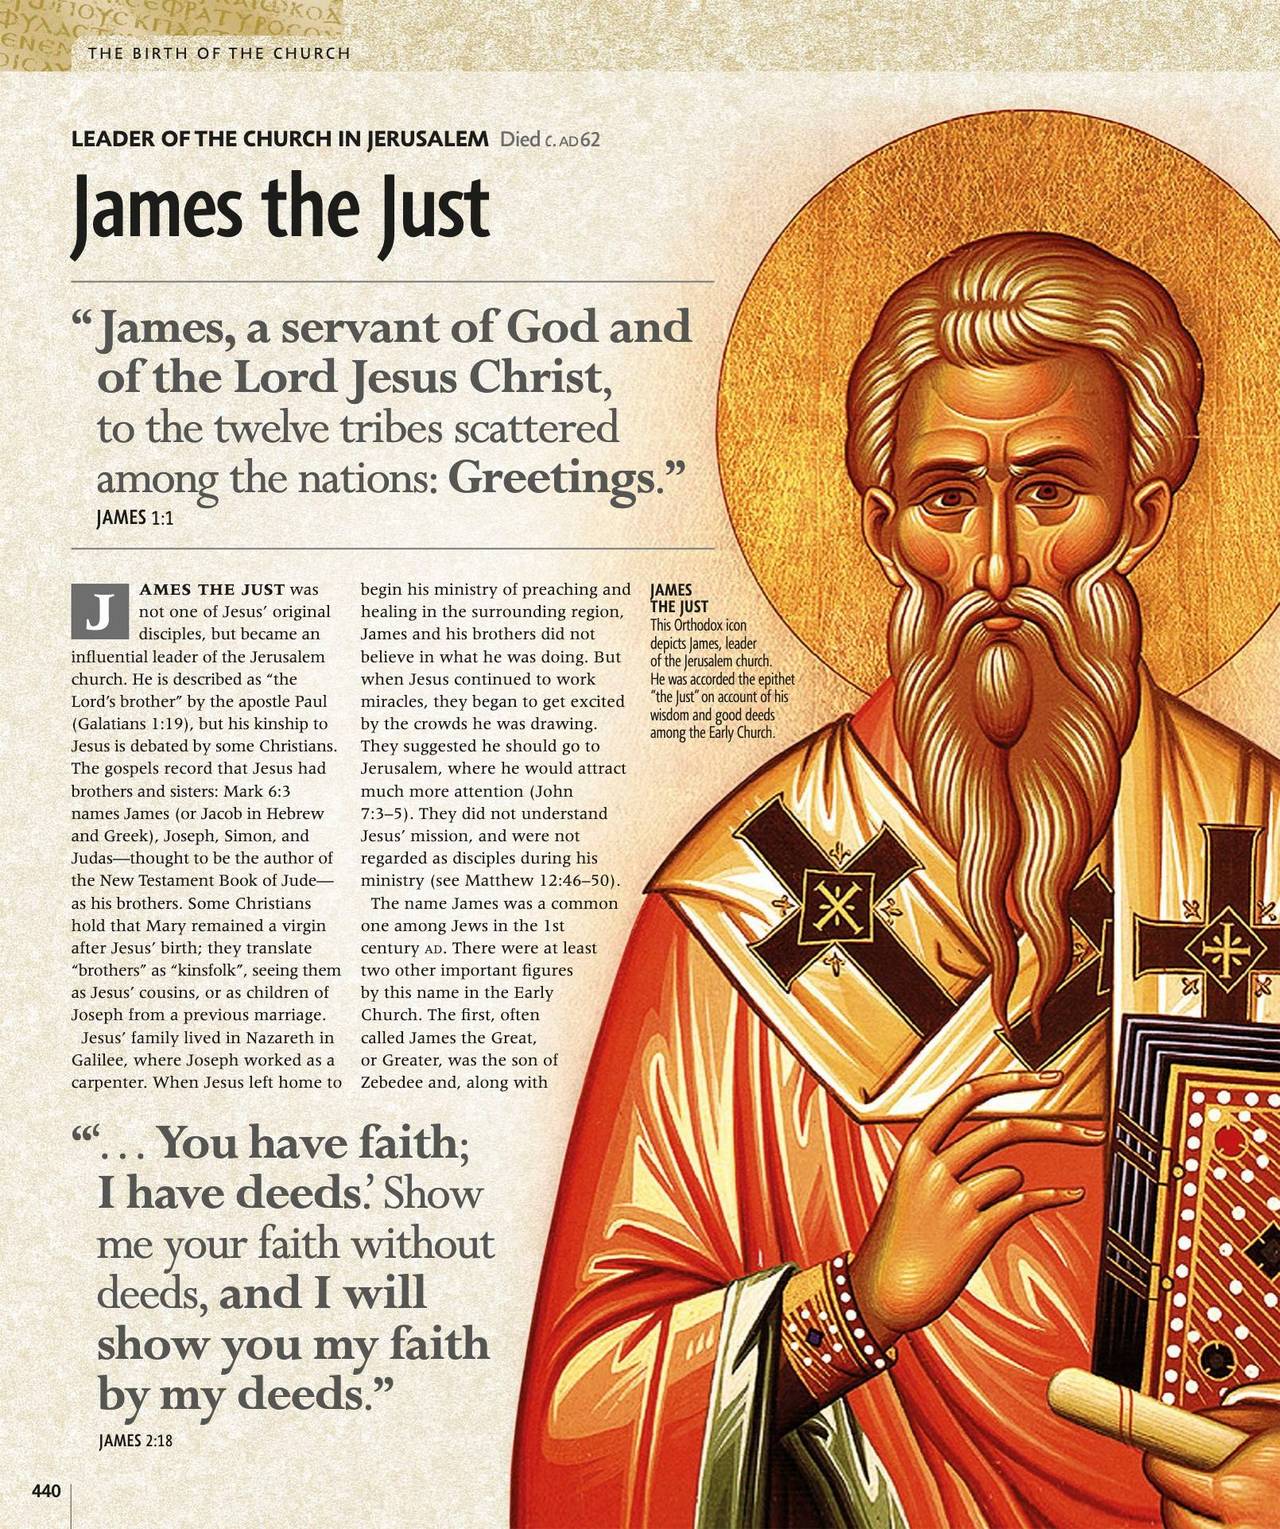 THE BIRTH OF THE CHURCH
LEADER OF THE CHURCH IN JERUSALEM Died c. AD 62
James the Just
“James, a servant of God and
of the Lord Jesus Christ,
to the twelve tribes scattered
among the nations: Greetings.”
JAMES 1:1
JAMES THE JUST was
not one of Jesus’ original
disciples, but became an
influential leader of the Jerusalem
church. He is described as “the
Lord’s brother” by the apostle Paul
(Galatians 1:19), but his kinship to
Jesus is debated by some Christians.
The gospels record that Jesus had
brothers and sisters: Mark 6:3
names James (or Jacob in Hebrew
and Greek), Joseph, Simon, and
Judas—thought to be the author of
the New Testament Book of Jude—
as his brothers. Some Christians
hold that Mary remained a virgin
after Jesus’ birth; they translate
“brothers” as “kinsfolk”, seeing them
as Jesus’ cousins, or as children of
Joseph from a previous marriage.
Jesus’ family lived in Nazareth in
Galilee, where Joseph worked as a
carpenter. When Jesus left home to
begin his ministry of preaching and
healing in the surrounding region,
James and his brothers did not
believe in what he was doing. But
when Jesus continued to work
miracles, they began to get excited
by the crowds he was drawing.
They suggested he should go to
Jerusalem, where he would attract
much more attention (John
7:3–5). They did not understand
Jesus’ mission, and were not
regarded as disciples during his
ministry (see Matthew 12:46–50).
The name James was a common
one among Jews in the 1st
century AD. There were at least
two other important figures
by this name in the Early
Church. The first, often
called James the Great,
or Greater, was the son of
Zebedee and, along with
JAMES
THE JUST
This Orthodox icon
depicts James, leader
of the Jerusalem church.
He was accorded the epithet
“the Just” on account of his
wisdom and good deeds
among the Early Church.
“‘... You have faith;
I have deeds.’ Show
me your faith without
deeds, and I will
show you my faith
by my deeds.”
JAMES 2:18
440